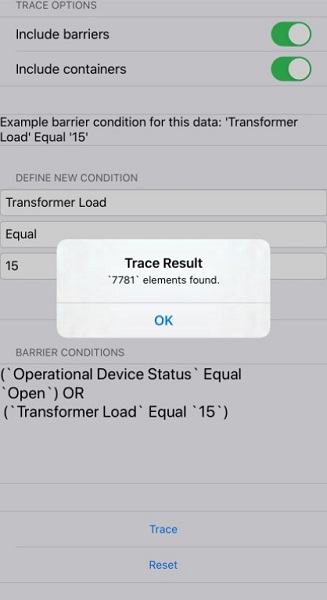 TRACE OPTIONS
Include barriers
Include containers
Example barrier condition for this data: 'Transformer
Load' Equal '15'
DEFINE NEW CONDITION
Transformer Load
Equal
15
Trace Result
`7781` elements found.
OK
BARRIER CONDITIONS
(`Operational Device Status` Equal
`Open`) OR
(`Transformer Load` Equal `15`)
Trace
Reset